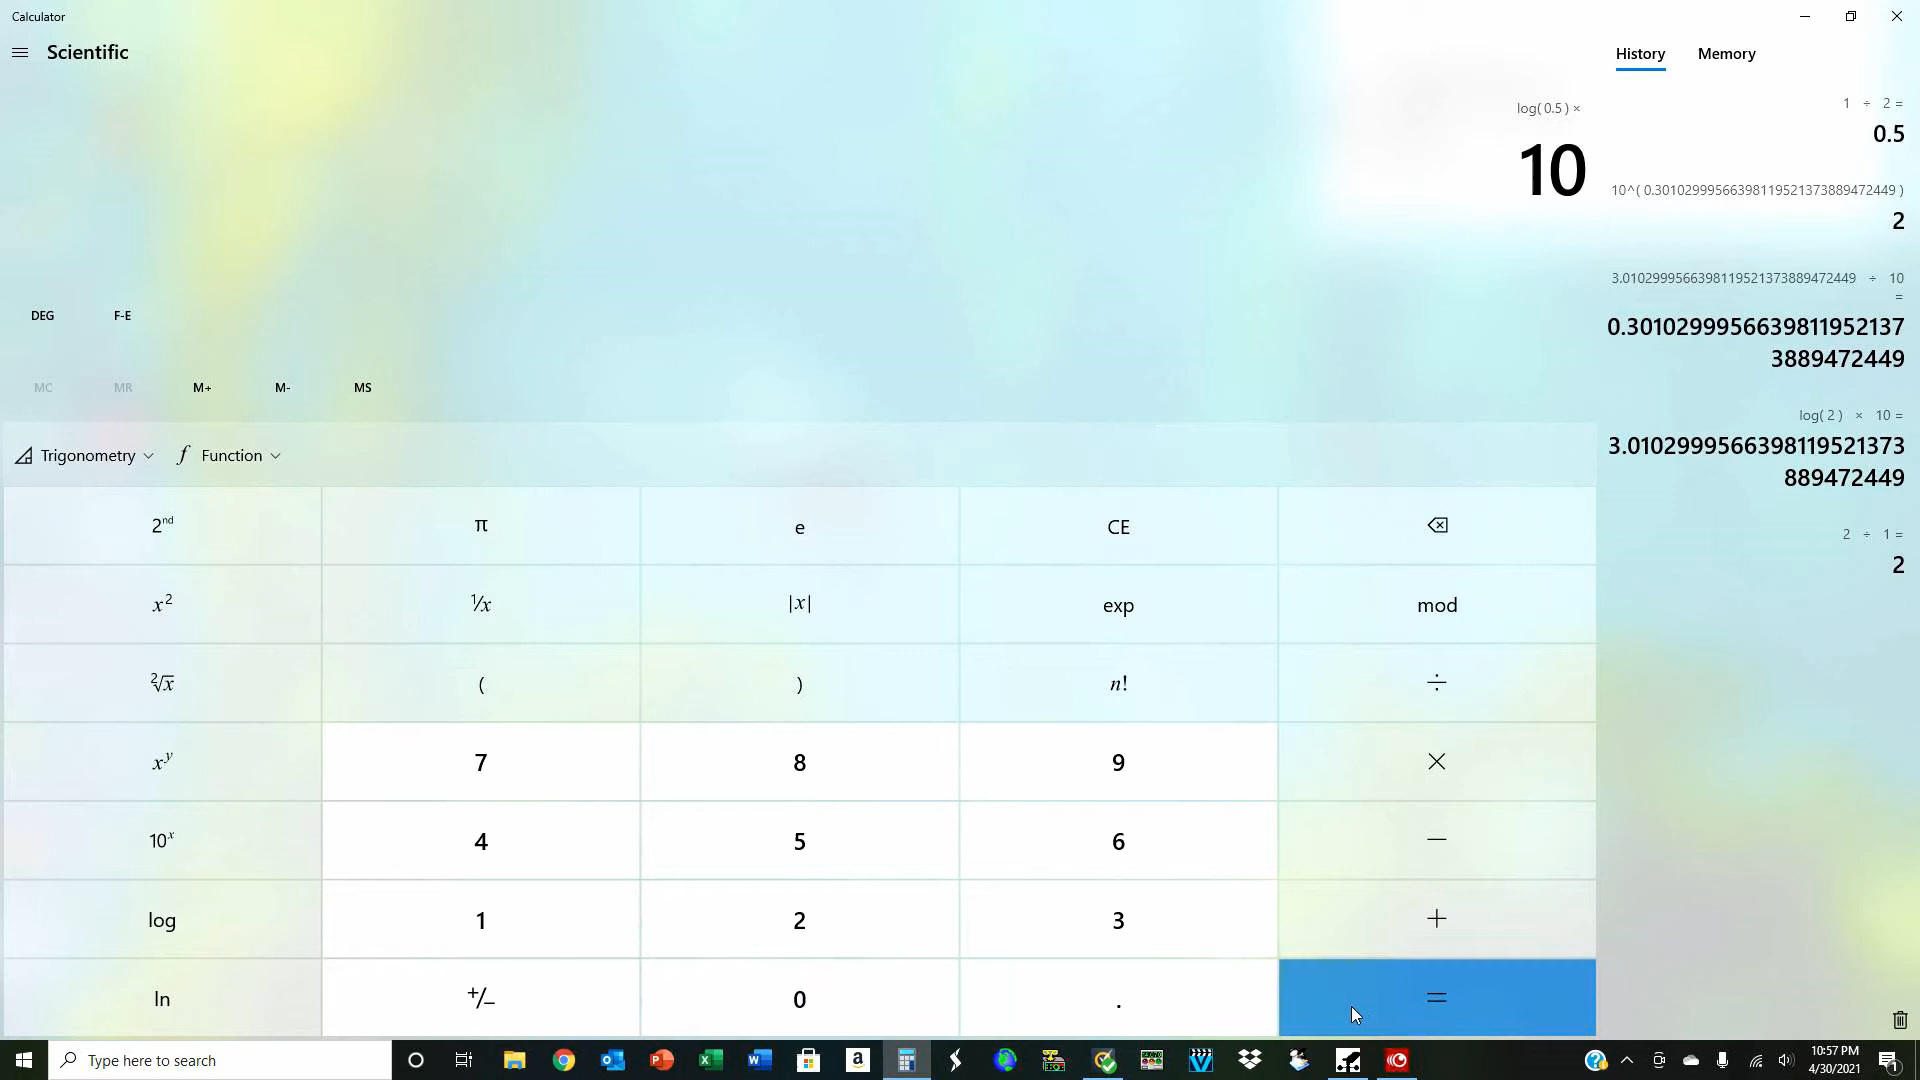 Calculator
Scientific
History Memory
log( 0.5 ) ×
10
1 ÷ 2 =
0.5
10^( 0.30102999566398119521373889472449 )
2
3.0102999566398119521373889472449 ÷ 10
=
0.3010299956639811952137
3889472449
log( 2 ) × 10 =
3.0102999566398119521373
889472449
2 ÷ 1 =
2
DEG F-E
MC MR M+ M- MS
Trigonometry f Function
2nd π e CE
x2 1/x |x| exp mod
2√x ( ) n! ÷
xy 7 8 9 ×
10x 4 5 6 −
log 1 2 3 +
ln +/− 0 . =
Type here to search
10:57 PM
4/30/2021